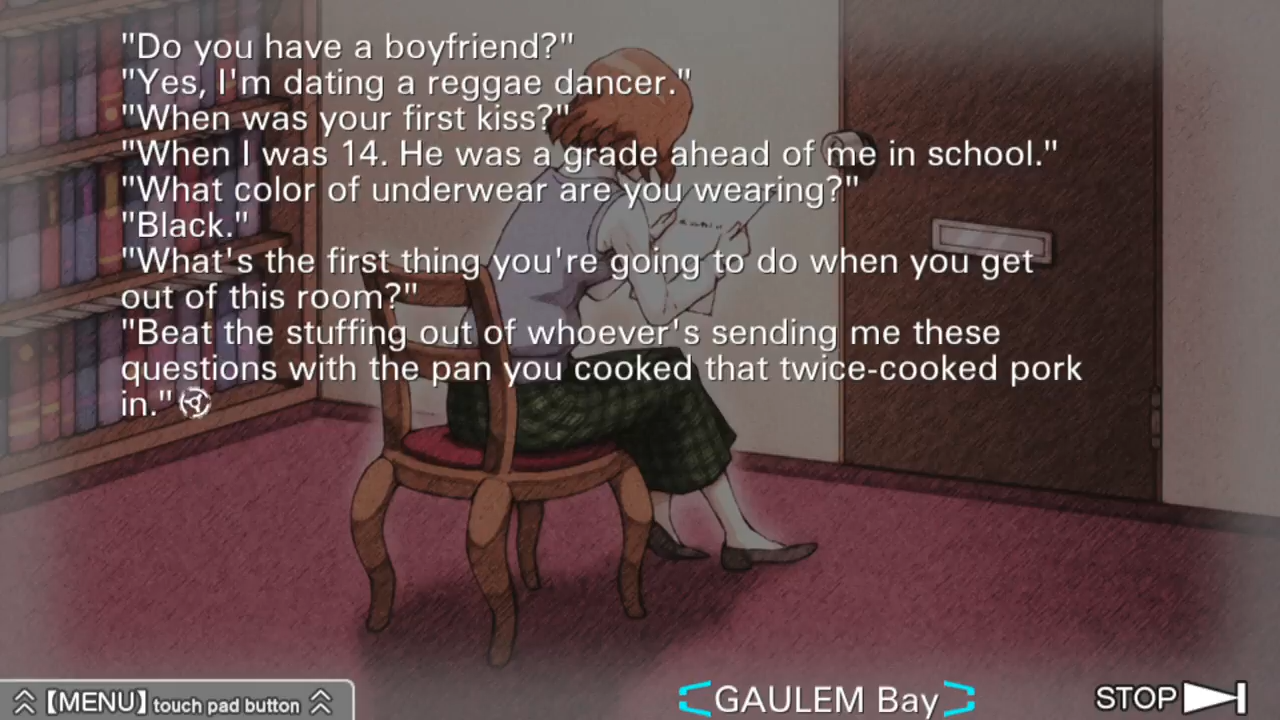 "Do you have a boyfriend?"
"Yes, I'm dating a reggae dancer."
"When was your first kiss?"
"When I was 14. He was a grade ahead of me in school."
"What color of underwear are you wearing?"
"Black."
"What's the first thing you're going to do when you get
out of this room?"
"Beat the stuffing out of whoever's sending me these
questions with the pan you cooked that twice-cooked pork
in."
【MENU】 touch pad button
GAULEM Bay
STOP